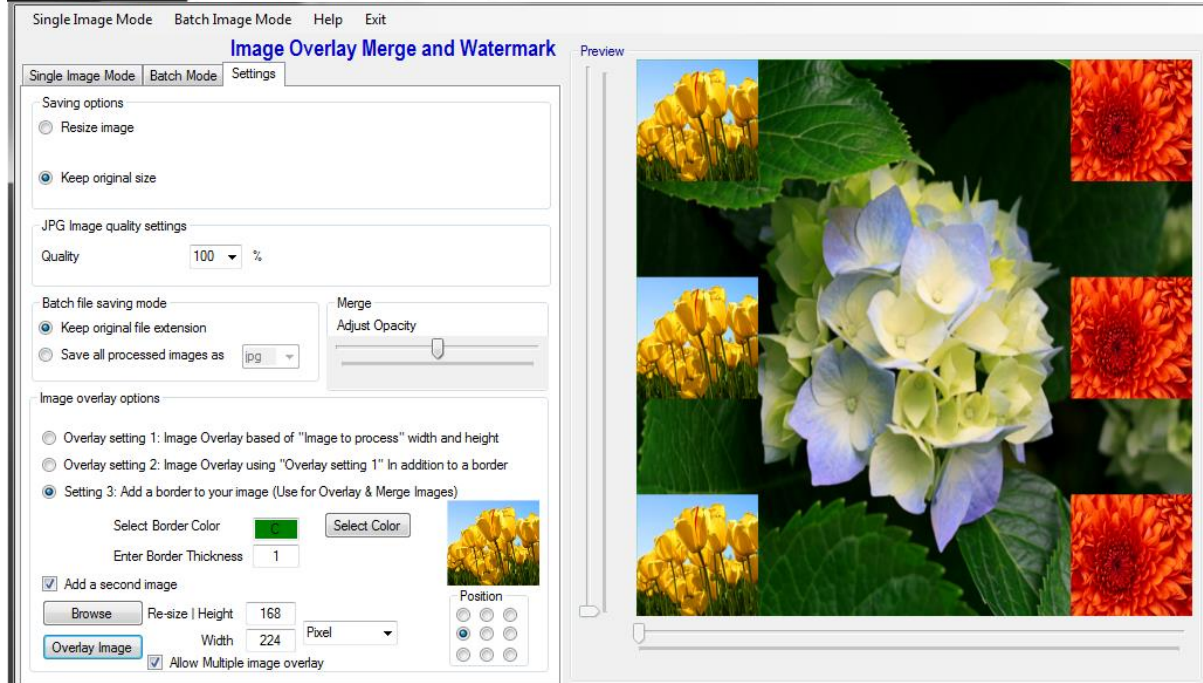 Single Image Mode Batch Image Mode Help Exit
Image Overlay Merge and Watermark
Preview
Single Image Mode Batch Mode Settings
Saving options
Resize image
Keep original size
JPG Image quality settings
Quality 100 %
Batch file saving mode
Merge
Keep original file extension
Adjust Opacity
Save all processed images as jpg
Image overlay options
Overlay setting 1: Image Overlay based of "Image to process" width and height
Overlay setting 2: Image Overlay using "Overlay setting 1" In addition to a border
Setting 3: Add a border to your image (Use for Overlay & Merge Images)
Select Border Color C Select Color
Enter Border Thickness 1
Add a second image
Position
Browse Re-size | Height 168
Overlay Image Width 224 Pixel
Allow Multiple image overlay